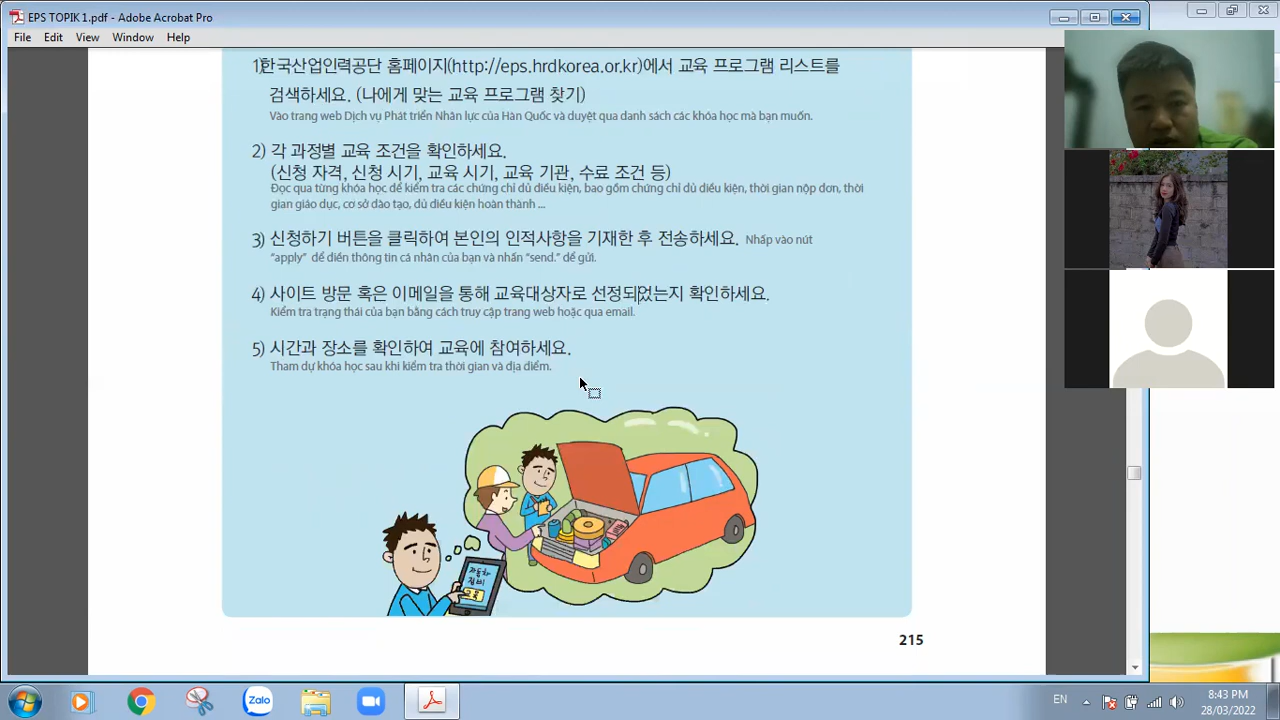 EPS TOPIK 1.pdf - Adobe Acrobat Pro
File Edit View Window Help
1)한국산업인력공단 홈페이지(http://eps.hrdkorea.or.kr)에서 교육 프로그램 리스트를
검색하세요. (나에게 맞는 교육 프로그램 찾기)
Vào trang web Dịch vụ Phát triển Nhân lực của Hàn Quốc và duyệt qua danh sách các khóa học mà bạn muốn.
2) 각 과정별 교육 조건을 확인하세요.
(신청 자격, 신청 시기, 교육 시기, 교육 기관, 수료 조건 등)
Đọc qua từng khóa học để kiểm tra các chứng chỉ đủ điều kiện, bao gồm chứng chỉ đủ điều kiện, thời gian nộp đơn, thời
gian giáo dục, cơ sở đào tạo, đủ điều kiện hoàn thành ...
3) 신청하기 버튼을 클릭하여 본인의 인적사항을 기재한 후 전송하세요. Nhấp vào nút
“apply” để điền thông tin cá nhân của bạn và nhấn “send.” để gửi.
4) 사이트 방문 혹은 이메일을 통해 교육대상자로 선정되었는지 확인하세요.
Kiểm tra trạng thái của bạn bằng cách truy cập trang web hoặc qua email.
5) 시간과 장소를 확인하여 교육에 참여하세요.
Tham dự khóa học sau khi kiểm tra thời gian và địa điểm.
자동차
정비
교육
215
Zalo
EN
8:43 PM
28/03/2022